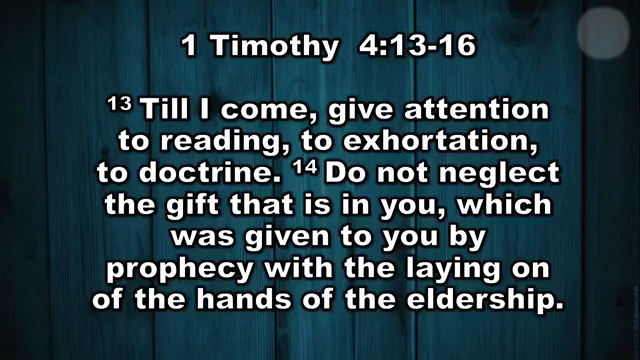 1 Timothy 4:13-16
13 Till I come, give attention
to reading, to exhortation,
to doctrine. 14 Do not neglect
the gift that is in you, which
was given to you by
prophecy with the laying on
of the hands of the eldership.